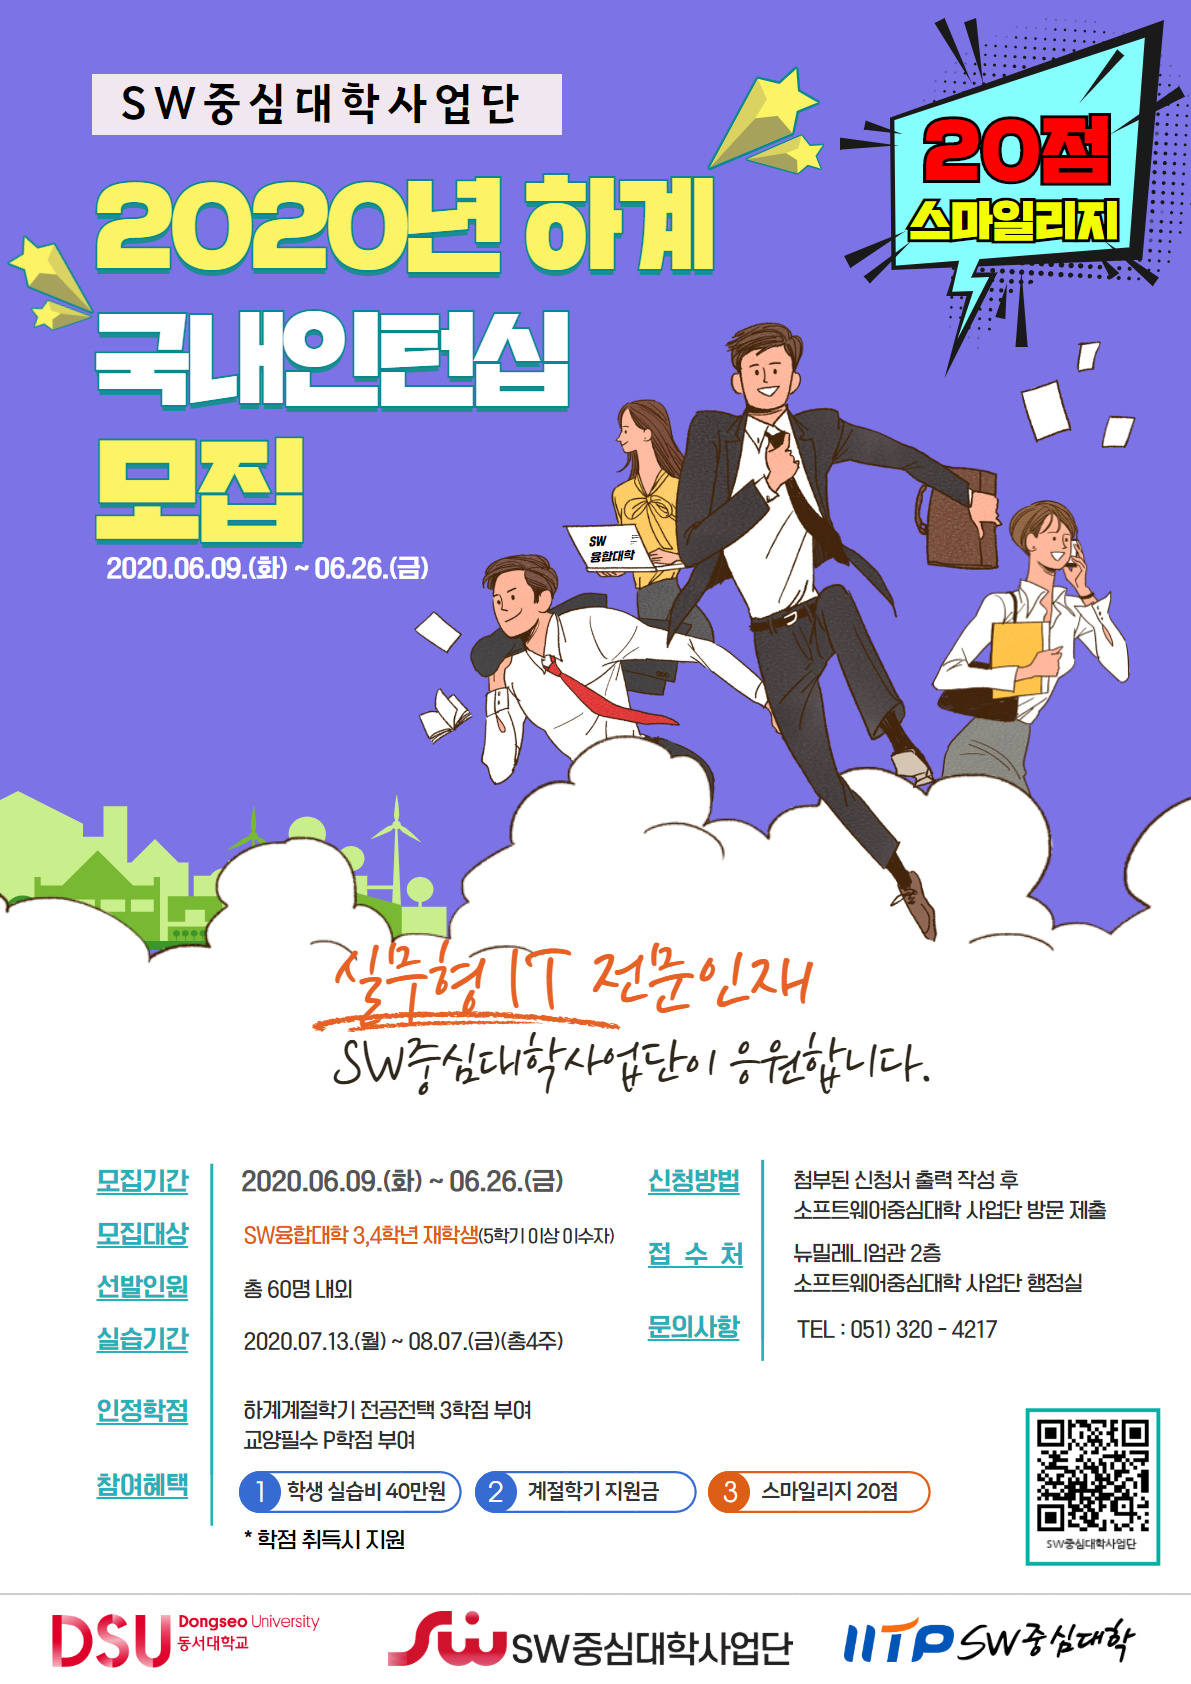 SW중심대학사업단
20점
스마일리지
2020년 하계
국내인턴십
모집
2020.06.09.(화) ~ 06.26.(금)
SW
융합대학
실무형 IT 전문인재
SW중심대학사업단이 응원합니다.
모집기간
2020.06.09.(화) ~ 06.26.(금)
모집대상
SW융합대학 3,4학년 재학생(5학기 이상 이수자)
선발인원
총 60명 내외
실습기간
2020.07.13.(월) ~ 08.07.(금)(총4주)
인정학점
하계계절학기 전공전택 3학점 부여
교양필수 P학점 부여
참여혜택
1 학생 실습비 40만원
2 계절학기 지원금
3 스마일리지 20점
* 학점 취득시 지원
신청방법
첨부된 신청서 출력 작성 후
소프트웨어중심대학 사업단 방문 제출
접 수 처
뉴밀레니엄관 2층
소프트웨어중심대학 사업단 행정실
문의사항
TEL : 051) 320 - 4217
SW중심대학사업단
DSU Dongseo University
동서대학교
SW SW중심대학사업단
IITP SW중심대학